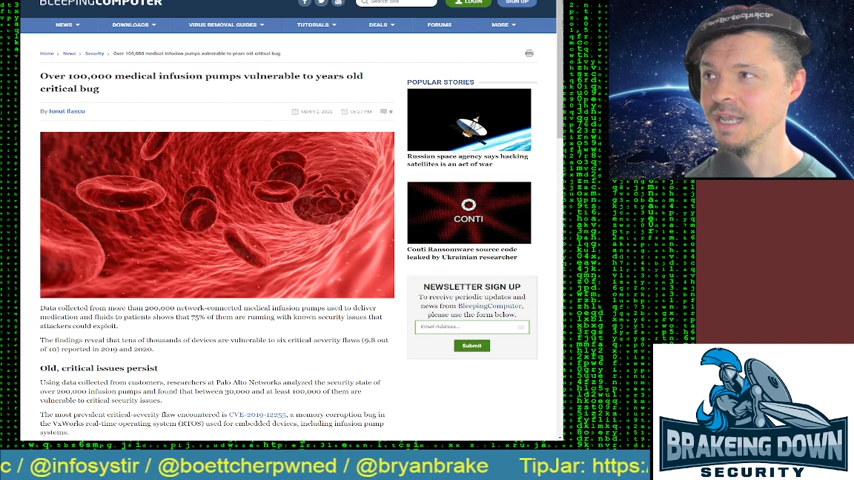 BLEEPINGCOMPUTER
Search Site
LOGIN
SIGN UP
NEWS
DOWNLOADS
VIRUS REMOVAL GUIDES
TUTORIALS
DEALS
FORUMS
MORE
Home
News
Security
Over 100,000 medical infusion pumps vulnerable to years old critical bug
Over 100,000 medical infusion pumps vulnerable to years old
critical bug
By Ionut Ilascu
March 2, 2022
POPULAR STORIES
Russian space agency says hacking
satellites is an act of war
CONTI
Conti Ransomware source code
leaked by Ukrainian researcher
NEWSLETTER SIGN UP
To receive periodic updates and
news from BleepingComputer,
please use the form below.
Email Address...
Submit
Data collected from more than 200,000 network-connected medical infusion pumps used to deliver
medication and fluids to patients shows that 75% of them are running with known security issues that
attackers could exploit.
The findings reveal that tens of thousands of devices are vulnerable to six critical-severity flaws (9.8 out
of 10) reported in 2019 and 2020.
Old, critical issues persist
Using data collected from customers, researchers at Palo Alto Networks analyzed the security state of
over 200,000 infusion pumps and found that between 30,000 and at least 100,000 of them are
vulnerable to critical security issues.
The most prevalent critical-severity flaw encountered is CVE-2019-12255, a memory corruption bug in
the VxWorks real-time operating system (RTOS) used for embedded devices, including infusion pump
systems.
c / @infosystir / @boettcherpwned / @bryanbrake
TipJar: https:
BRAKEING DOWN
SECURITY